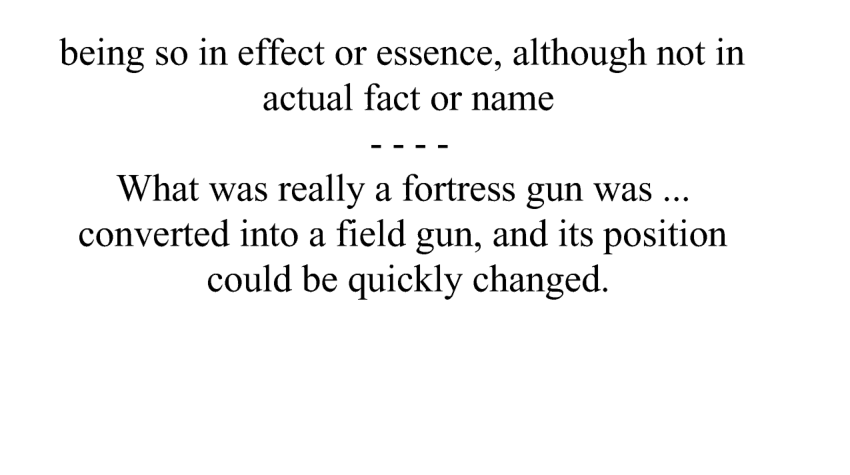 being so in effect or essence, although not in
actual fact or name
- - - -
What was really a fortress gun was ...
converted into a field gun, and its position
could be quickly changed.